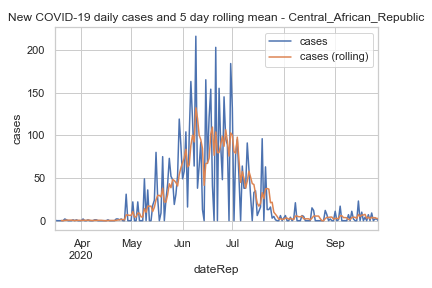 New COVID-19 daily cases and 5 day rolling mean - Central_African_Republic
cases
cases (rolling)
200
150
100
50
0
cases
Apr
2020
May
Jun
Jul
Aug
Sep
dateRep